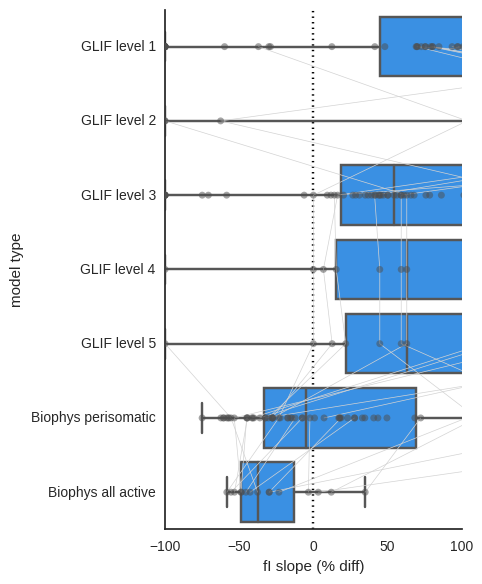 GLIF level 1
GLIF level 2
GLIF level 3
GLIF level 4
GLIF level 5
Biophys perisomatic
Biophys all active
model type
−100 −50 0 50 100
fI slope (% diff)